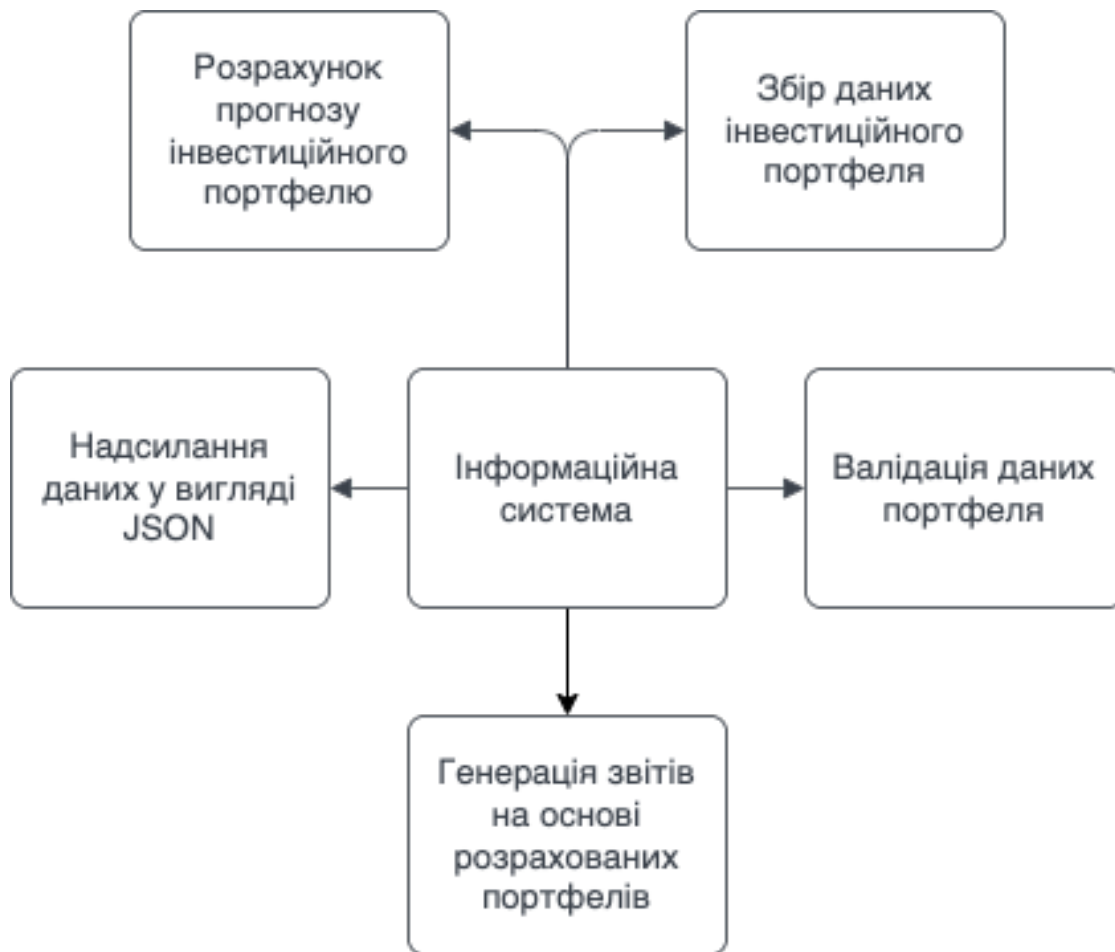 Розрахунок
прогнозу
інвестиційного
портфелю
Збір даних
інвестиційного
портфеля
Надсилання
даних у вигляді
JSON
Інформаційна
система
Валідація даних
портфеля
Генерація звітів
на основі
розрахованих
портфелів